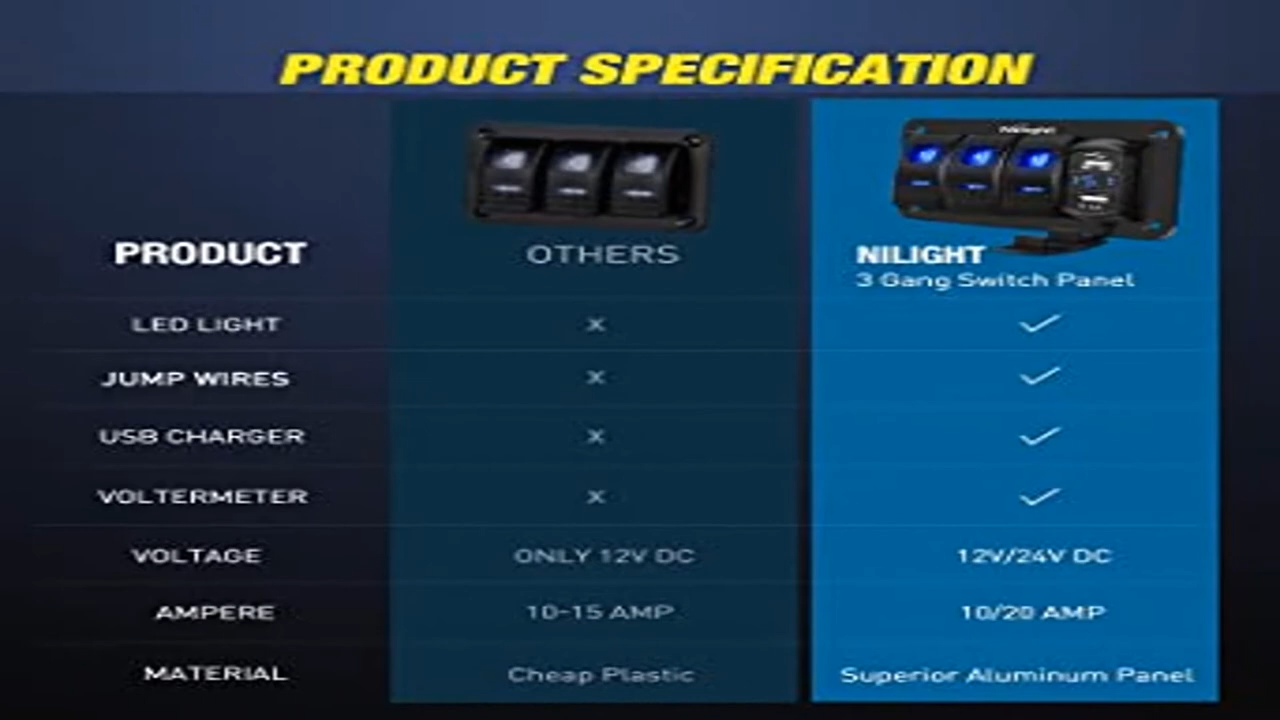 PRODUCT SPECIFICATION
Nilight
PRODUCT OTHERS NILIGHT
3 Gang Switch Panel
LED LIGHT x ✓
JUMP WIRES x ✓
USB CHARGER x ✓
VOLTERMETER x ✓
VOLTAGE ONLY 12V DC 12V/24V DC
AMPERE 10-15 AMP 10/20 AMP
MATERIAL Cheap Plastic Superior Aluminum Panel